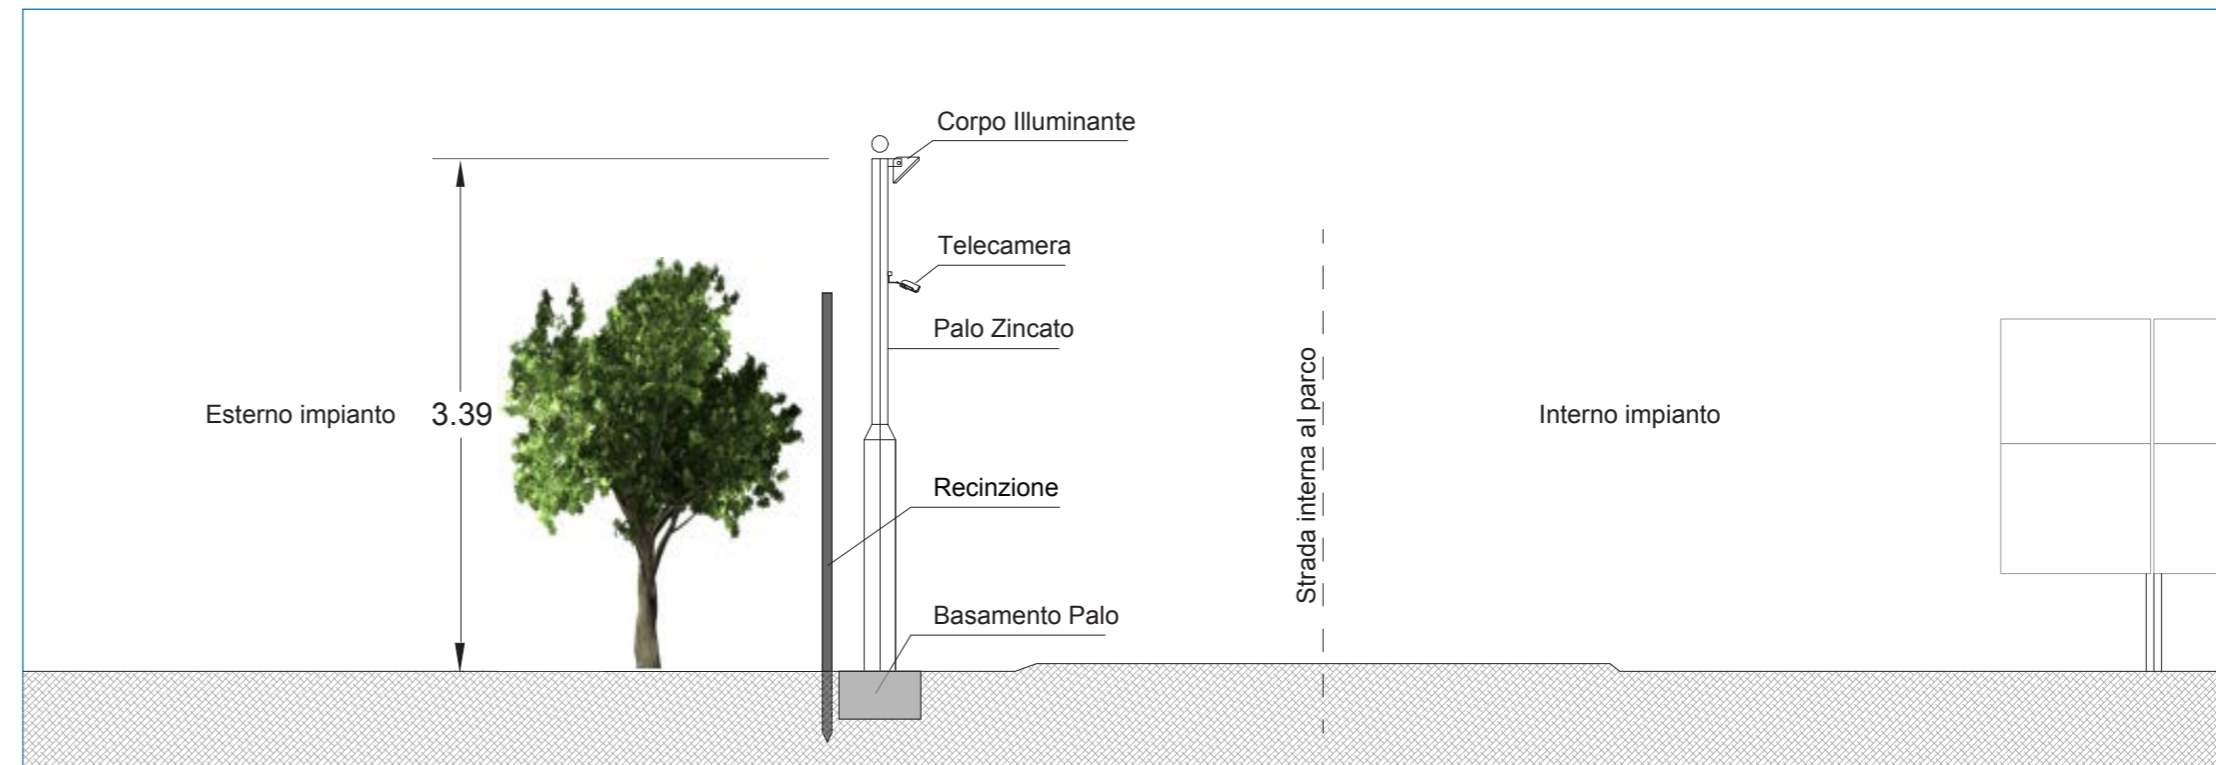 Corpo Illuminante
Telecamera
Palo Zincato
Esterno impianto
3.39
Strada interna al parco
Interno impianto
Recinzione
Basamento Palo